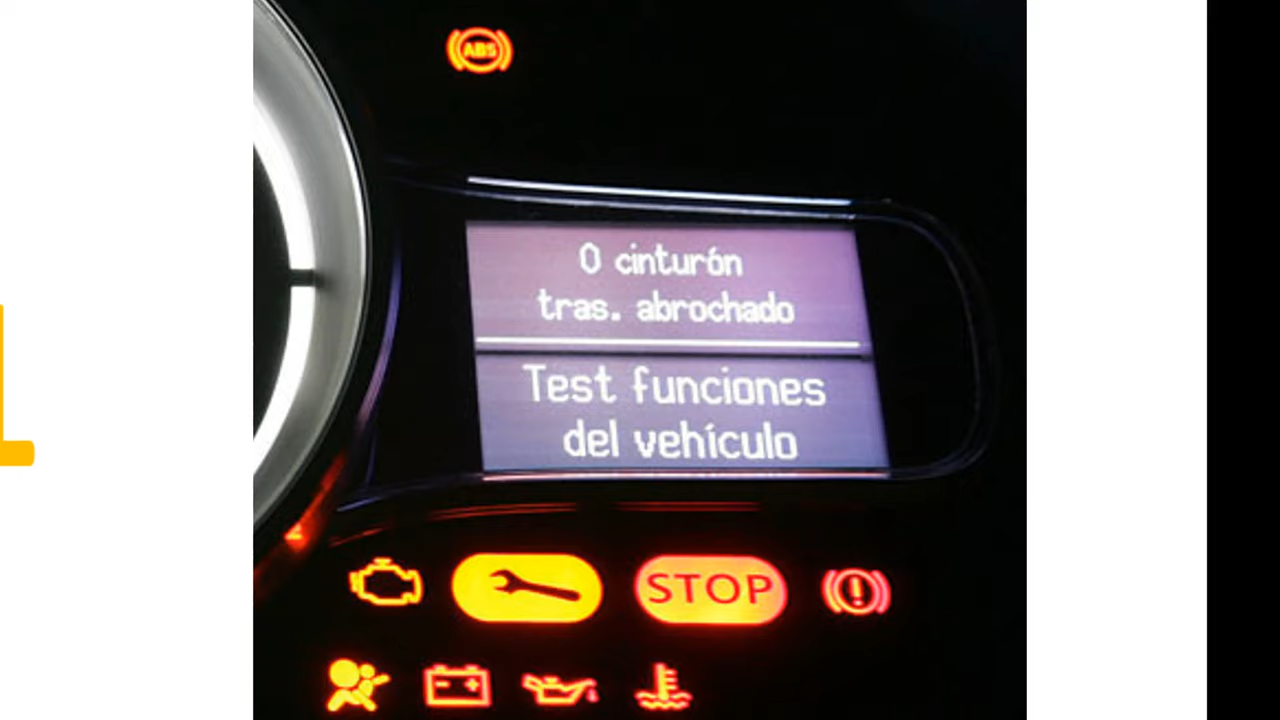 ABS
0 cinturón
tras. abrochado
Test funciones
del vehículo
STOP